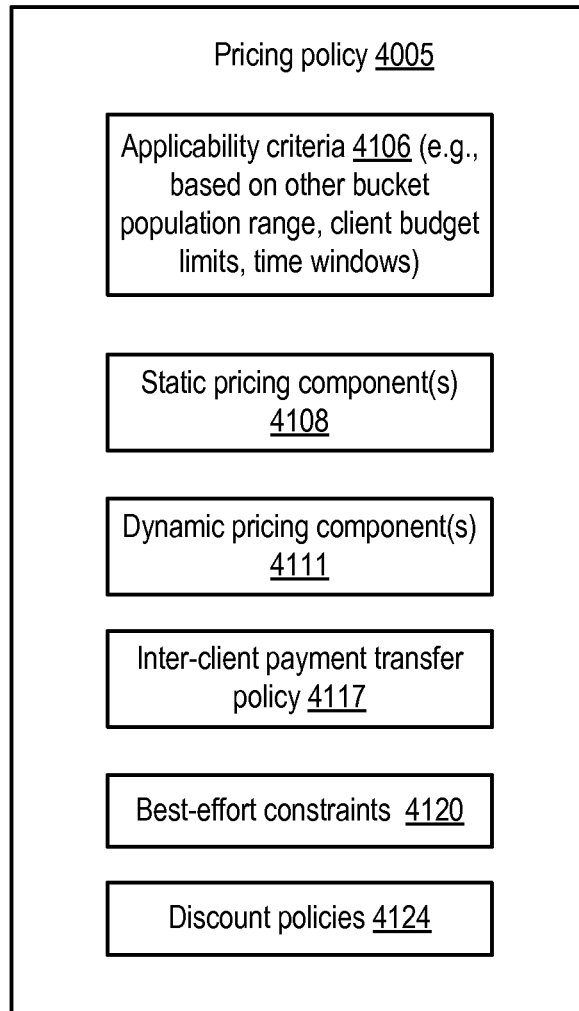 Pricing policy 4005
Applicability criteria 4106 (e.g.,
based on other bucket
population range, client budget
limits, time windows)
Static pricing component(s)
4108
Dynamic pricing component(s)
4111
Inter-client payment transfer
policy 4117
Best-effort constraints 4120
Discount policies 4124